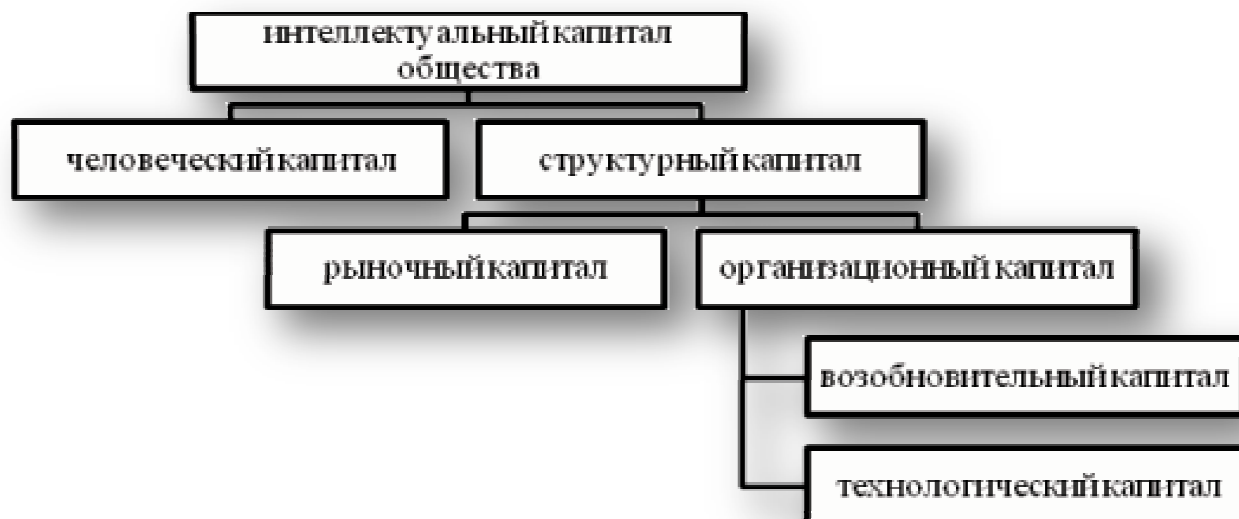 интеллектуальный капитал
общества
человеческий капитал
структурный капитал
рыночный капитал
организационный капитал
возобновительный капитал
технологический капитал